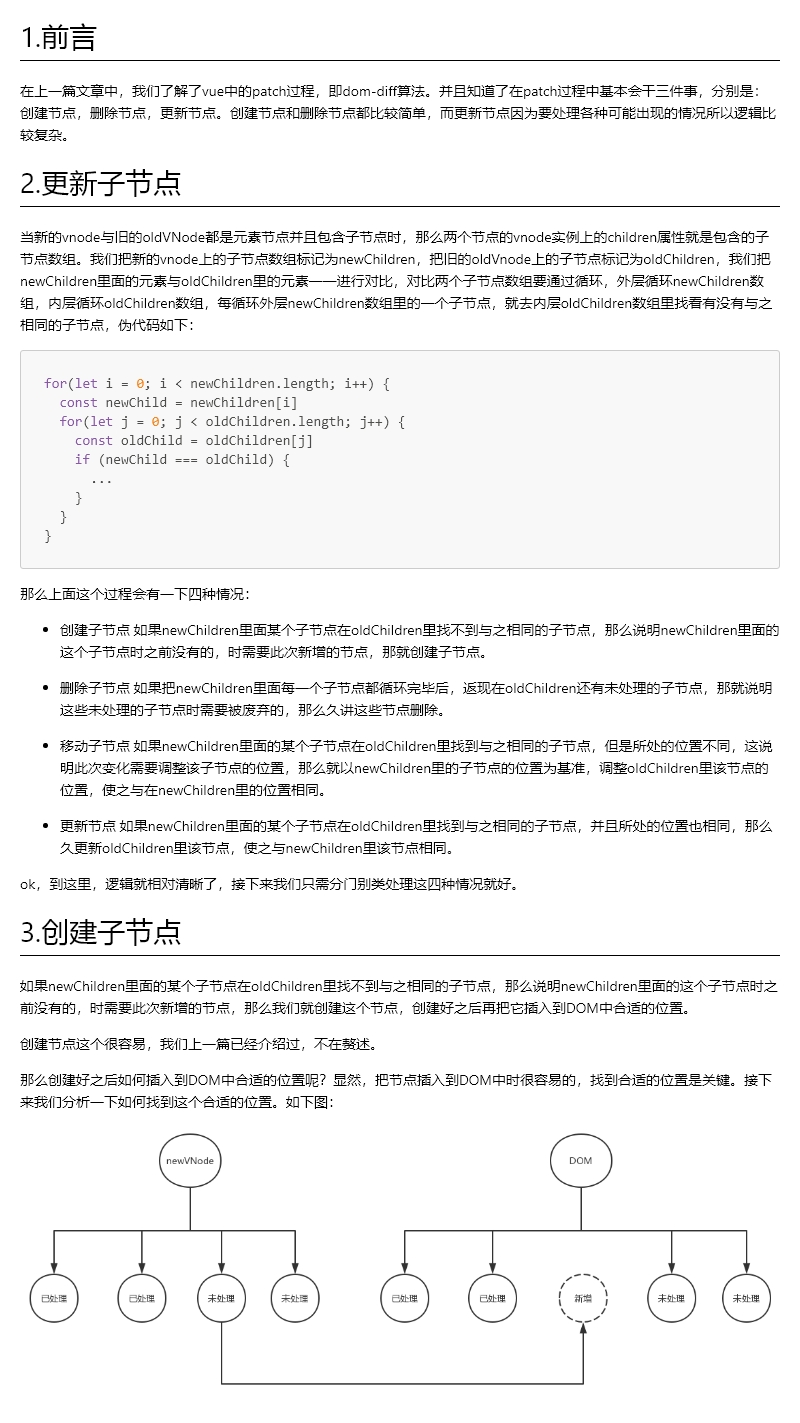 1.前言
在上一篇文章中，我们了解了vue中的patch过程，即dom-diff算法。并且知道了在patch过程中基本会干三件事，分别是：
创建节点，删除节点，更新节点。创建节点和删除节点都比较简单，而更新节点因为要处理各种可能出现的情况所以逻辑比
较复杂。
2.更新子节点
当新的vnode与旧的oldVNode都是元素节点并且包含子节点时，那么两个节点的vnode实例上的children属性就是包含的子
节点数组。我们把新的vnode上的子节点数组标记为newChildren，把旧的oldVnode上的子节点标记为oldChildren，我们把
newChildren里面的元素与oldChildren里的元素一一进行对比，对比两个子节点数组要通过循环，外层循环newChildren数
组，内层循环oldChildren数组，每循环外层newChildren数组里的一个子节点，就去内层oldChildren数组里找看有没有与之
相同的子节点，伪代码如下：
for(let i = 0; i < newChildren.length; i++) {
  const newChild = newChildren[i]
  for(let j = 0; j < oldChildren.length; j++) {
    const oldChild = oldChildren[j]
    if (newChild === oldChild) {
      ...
    }
  }
}
那么上面这个过程会有一下四种情况：
• 创建子节点 如果newChildren里面某个子节点在oldChildren里找不到与之相同的子节点，那么说明newChildren里面的
这个子节点时之前没有的，时需要此次新增的节点，那就创建子节点。
• 删除子节点 如果把newChildren里面每一个子节点都循环完毕后，返现在oldChildren还有未处理的子节点，那就说明
这些未处理的子节点时需要被废弃的，那么久讲这些节点删除。
• 移动子节点 如果newChildren里面的某个子节点在oldChildren里找到与之相同的子节点，但是所处的位置不同，这说
明此次变化需要调整该子节点的位置，那么就以newChildren里的子节点的位置为基准，调整oldChildren里该节点的
位置，使之与在newChildren里的位置相同。
• 更新节点 如果newChildren里面的某个子节点在oldChildren里找到与之相同的子节点，并且所处的位置也相同，那么
久更新oldChildren里该节点，使之与newChildren里该节点相同。
ok，到这里，逻辑就相对清晰了，接下来我们只需分门别类处理这四种情况就好。
3.创建子节点
如果newChildren里面的某个子节点在oldChildren里找不到与之相同的子节点，那么说明newChildren里面的这个子节点时之
前没有的，时需要此次新增的节点，那么我们就创建这个节点，创建好之后再把它插入到DOM中合适的位置。
创建节点这个很容易，我们上一篇已经介绍过，不在赘述。
那么创建好之后如何插入到DOM中合适的位置呢？显然，把节点插入到DOM中时很容易的，找到合适的位置是关键。接下
来我们分析一下如何找到这个合适的位置。如下图：
newVNode
DOM
已处理
已处理
未处理
未处理
已处理
已处理
新增
未处理
未处理